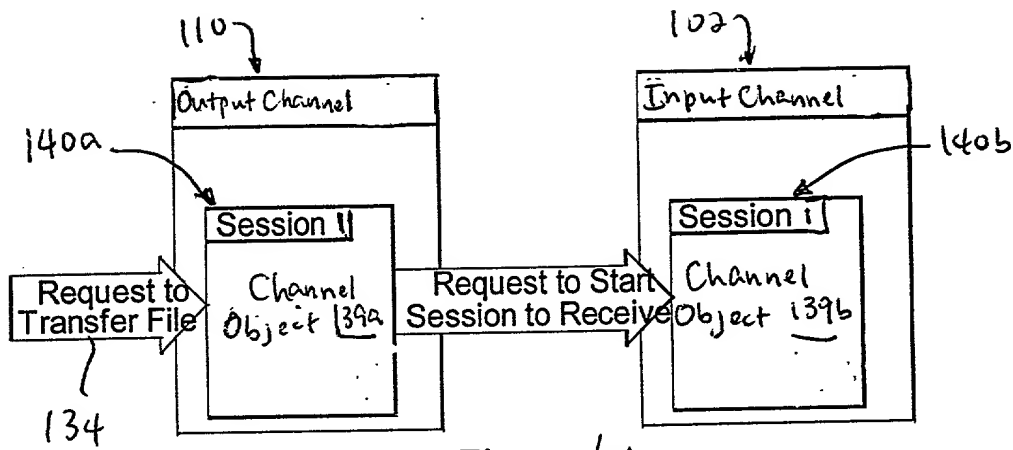 110
102
Output Channel
Input Channel
140a
140b
Session 1
Session 1
Request to
Transfer File
Channel
Object 139a
Request to Start
Session to Receive
Channel
Object 139b
134